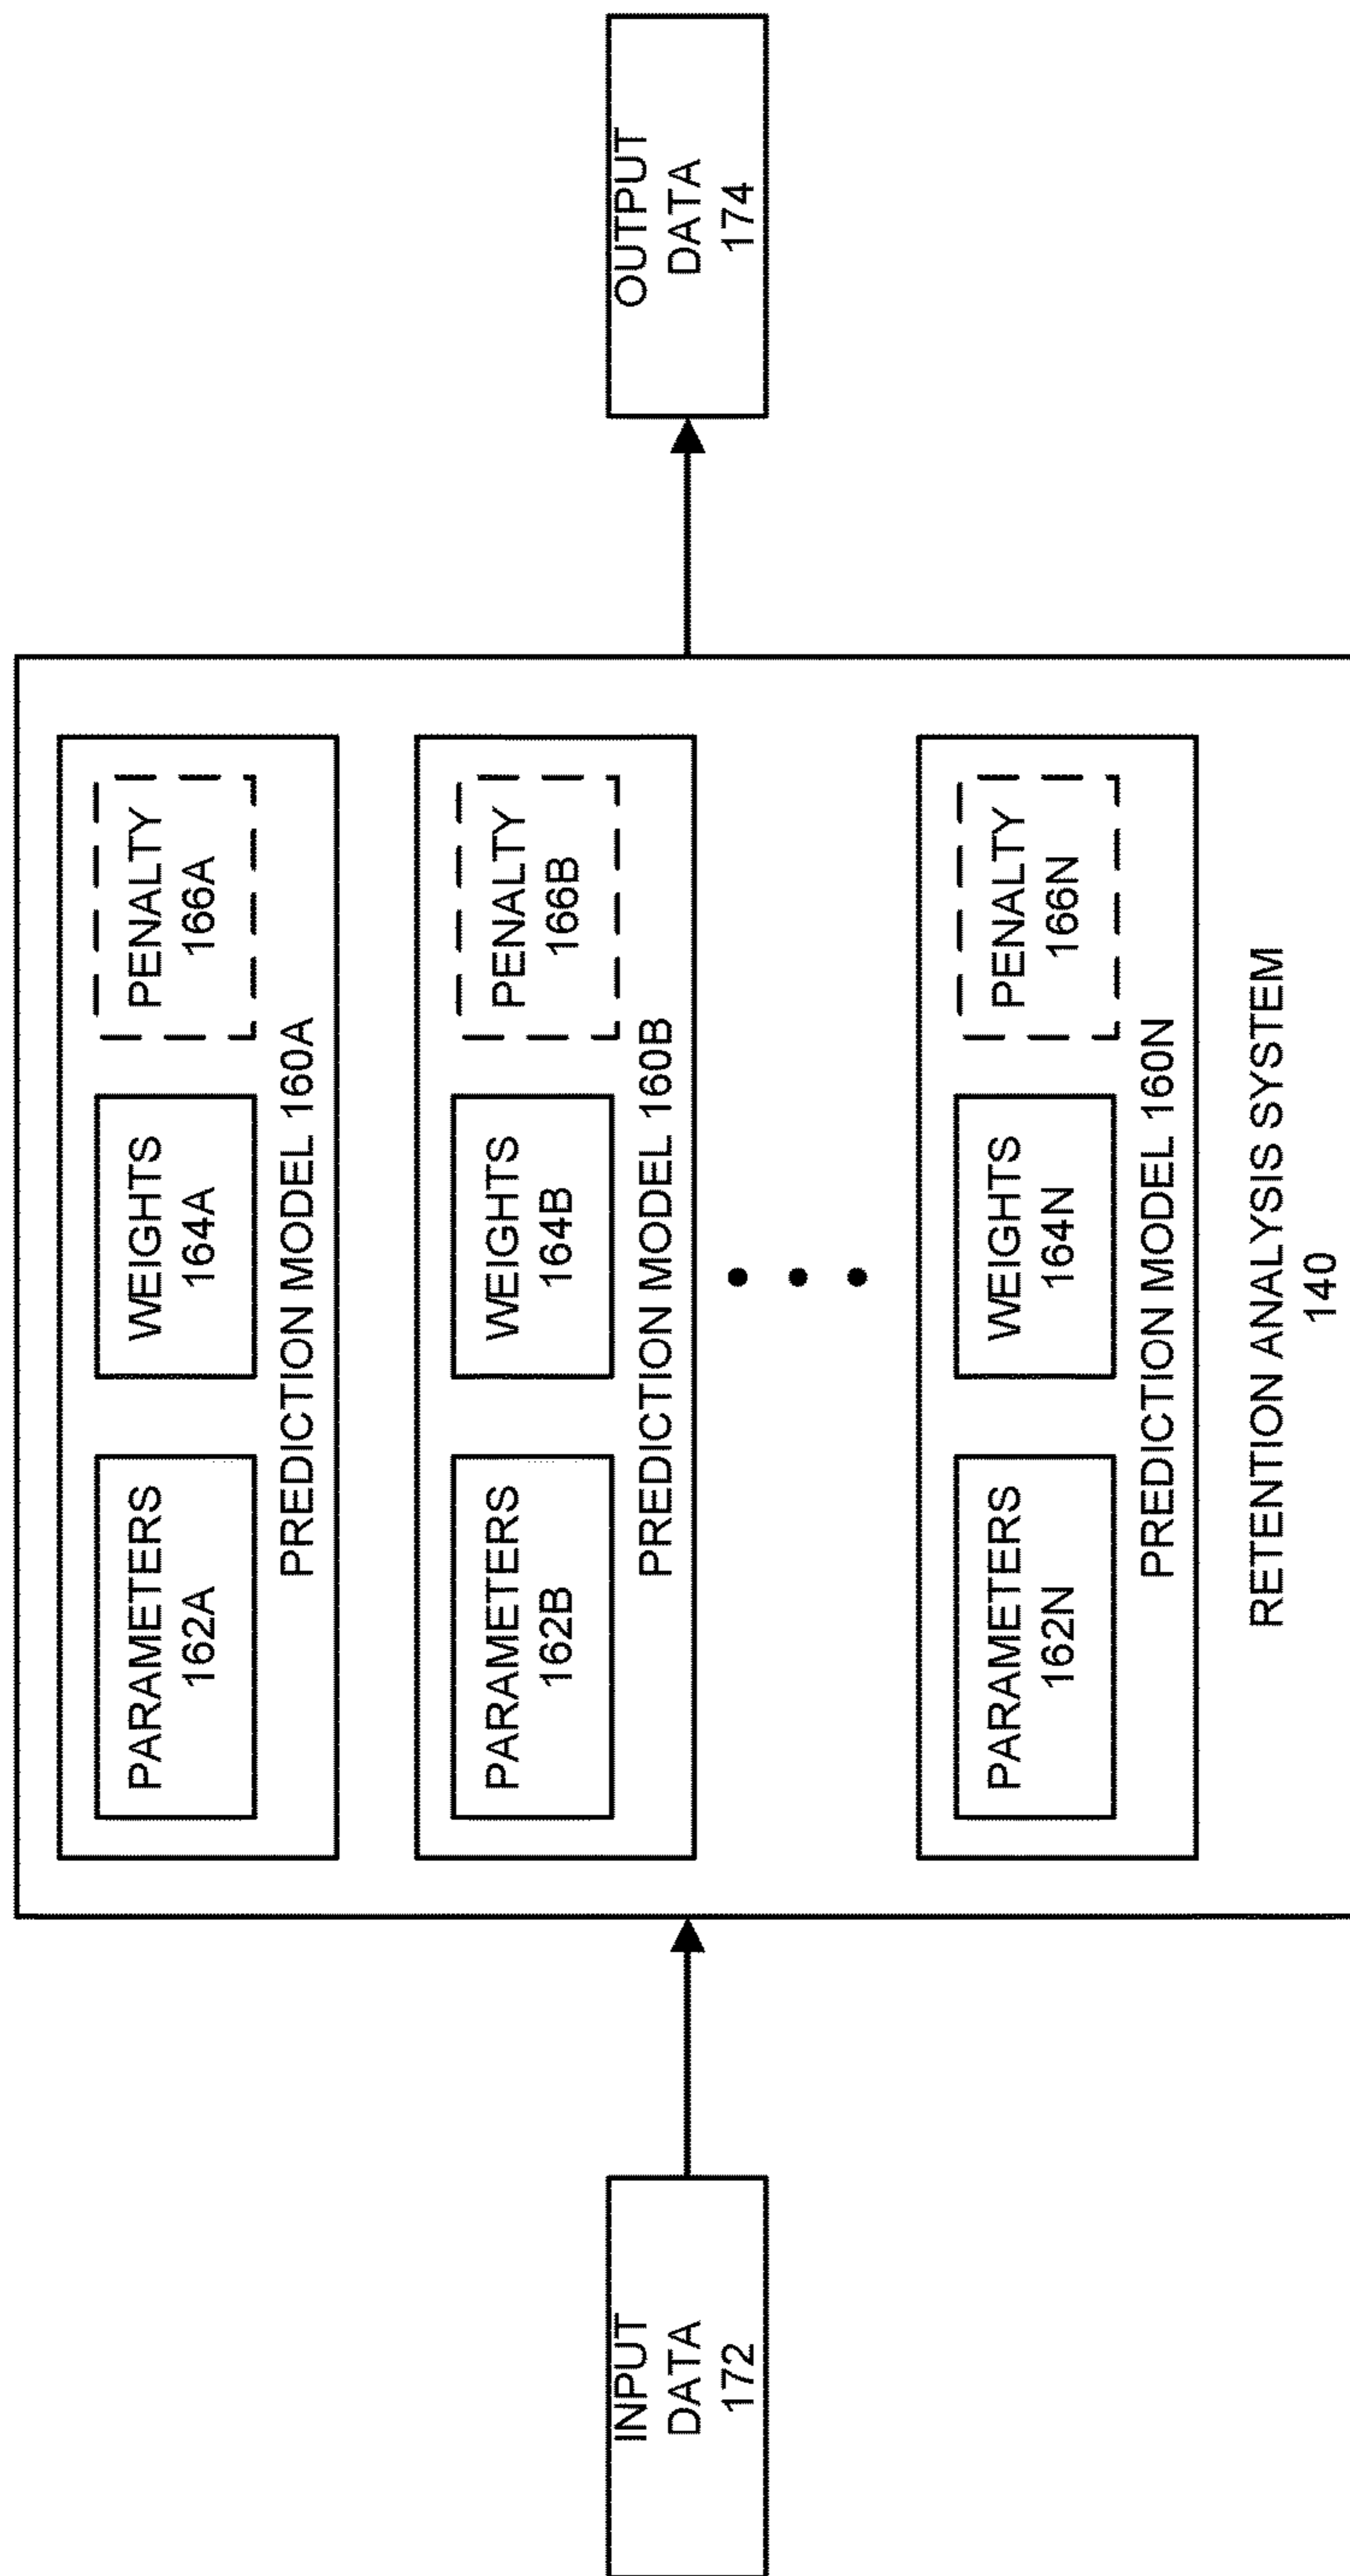 INPUT
DATA
172
PARAMETERS
162A
WEIGHTS
164A
PENALTY
166A
PREDICTION MODEL 160A
PARAMETERS
162B
WEIGHTS
164B
PENALTY
166B
PREDICTION MODEL 160B
PARAMETERS
162N
WEIGHTS
164N
PENALTY
166N
PREDICTION MODEL 160N
RETENTION ANALYSIS SYSTEM
140
OUTPUT
DATA
174